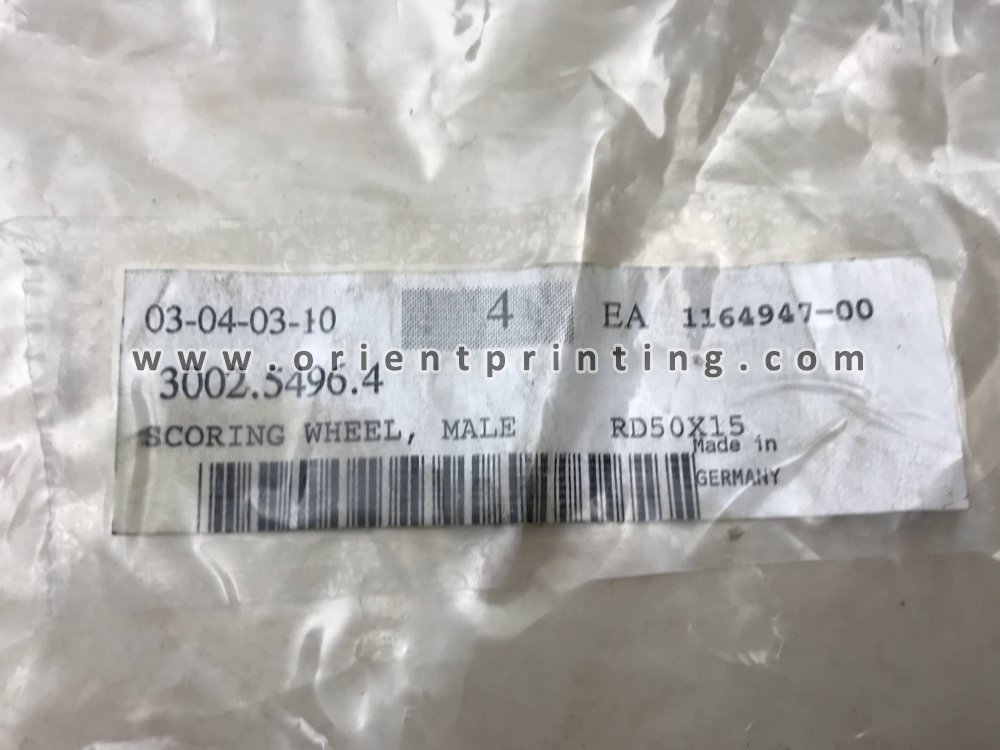 03-04-03-10 4 EA 1164947-00
www.orientprinting.com
3002.5496.4
SCORING WHEEL, MALE RD50X15
Made in
GERMANY